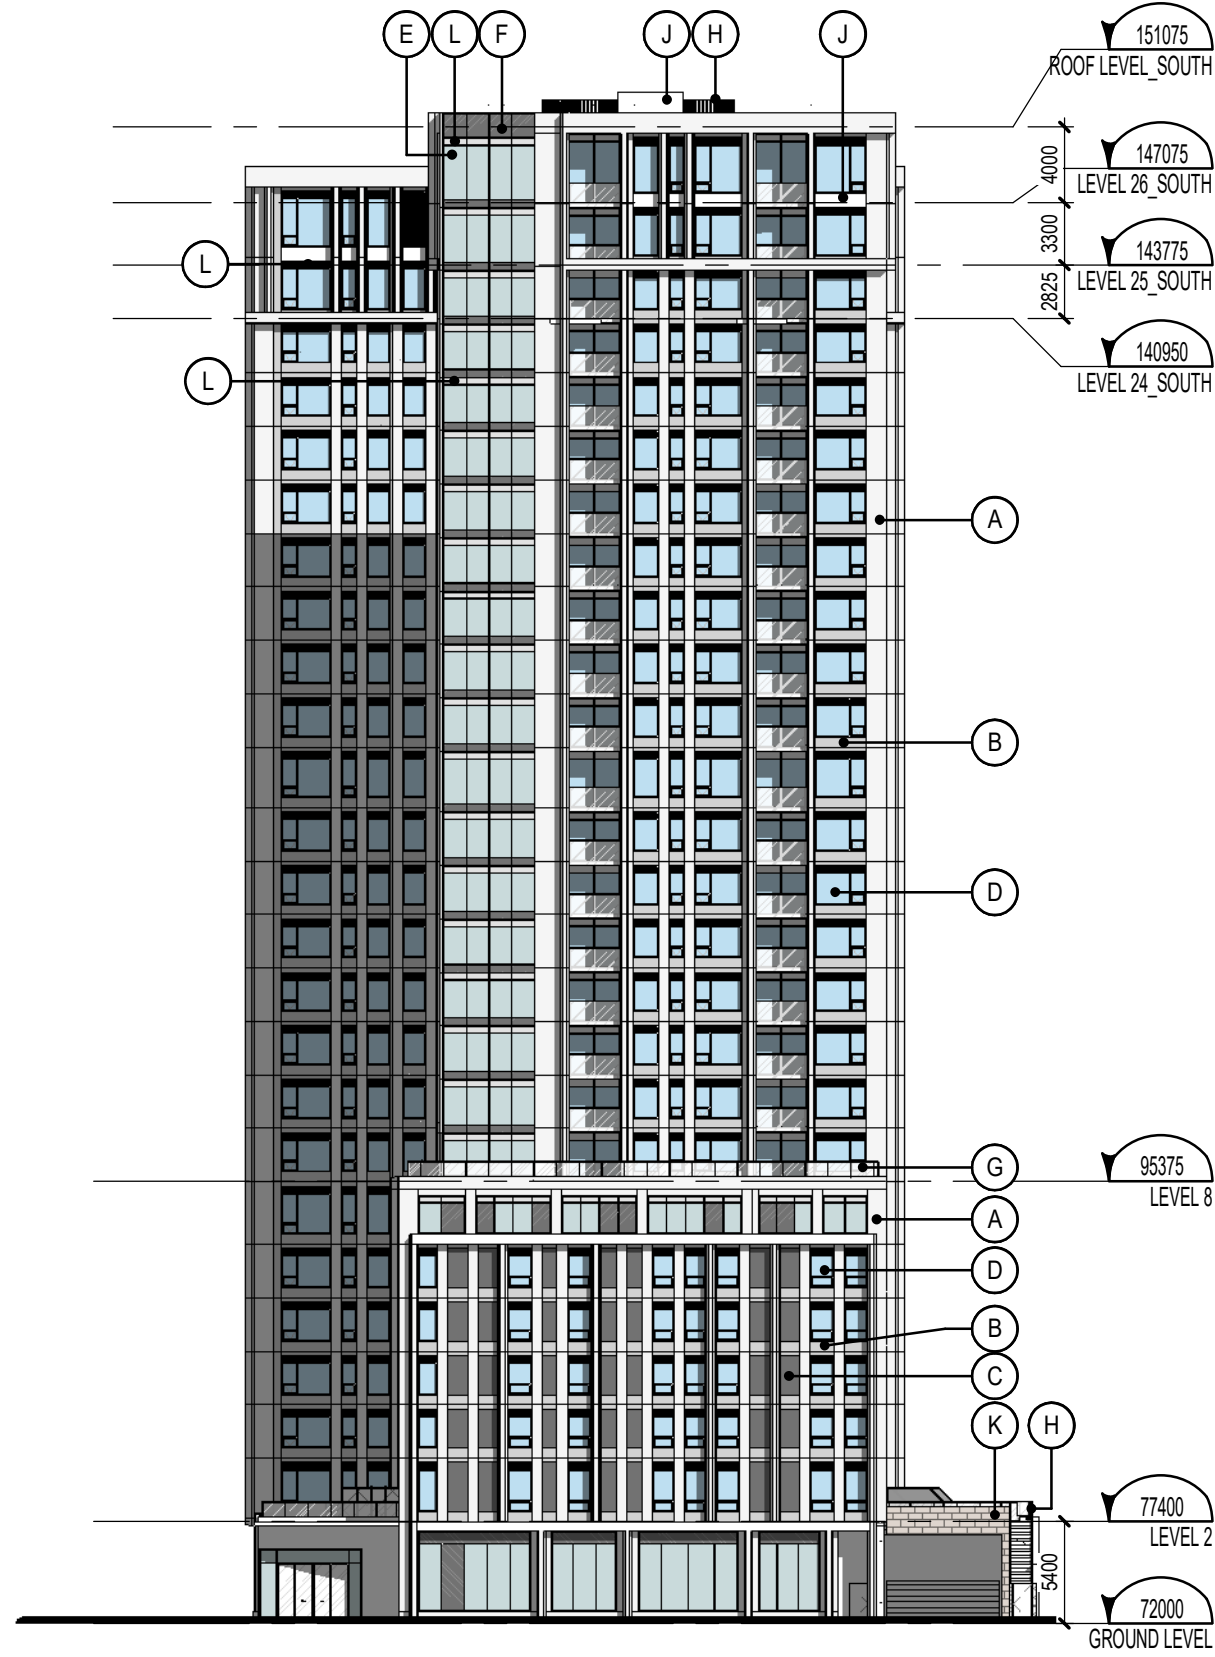 E L F J H J
151075
ROOF LEVEL_SOUTH
4000
147075
LEVEL 26_SOUTH
3300
L
143775
LEVEL 25_SOUTH
2825
L
140950
LEVEL 24_SOUTH
A
B
D
G
95375
LEVEL 8
A
D
B
C
K H
77400
LEVEL 2
5400
72000
GROUND LEVEL